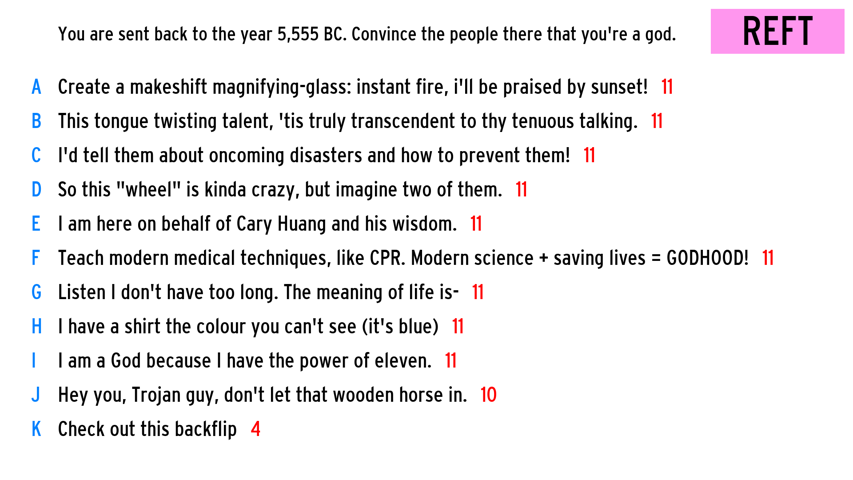 You are sent back to the year 5,555 BC. Convince the people there that you're a god.
REFT
A Create a makeshift magnifying-glass: instant fire, i'll be praised by sunset! 11
B This tongue twisting talent, 'tis truly transcendent to thy tenuous talking. 11
C I'd tell them about oncoming disasters and how to prevent them! 11
D So this "wheel" is kinda crazy, but imagine two of them. 11
E I am here on behalf of Cary Huang and his wisdom. 11
F Teach modern medical techniques, like CPR. Modern science + saving lives = GODHOOD! 11
G Listen I don't have too long. The meaning of life is- 11
H I have a shirt the colour you can't see (it's blue) 11
I I am a God because I have the power of eleven. 11
J Hey you, Trojan guy, don't let that wooden horse in. 10
K Check out this backflip 4